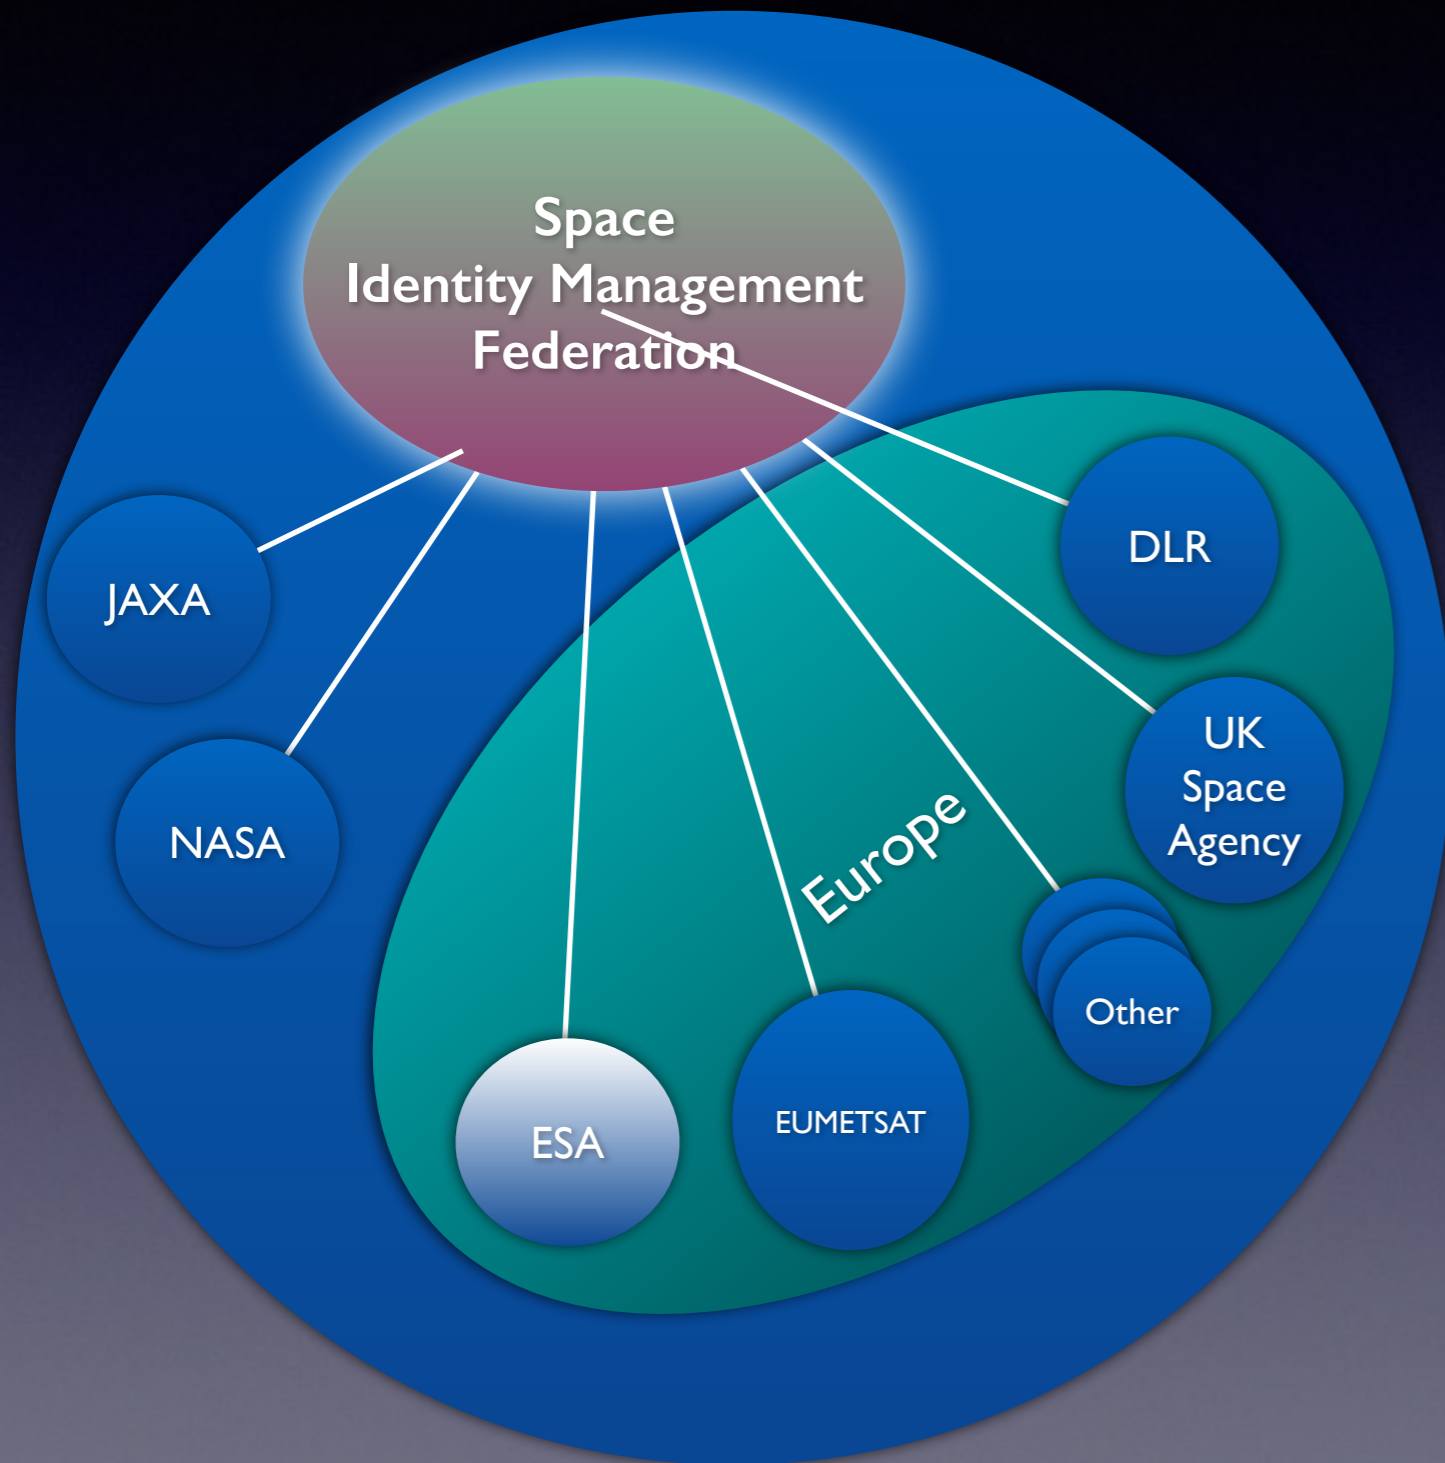 Space
Identity Management
Federation
DLR
JAXA
UK
Space
Agency
NASA
Europe
Other
EUMETSAT
ESA